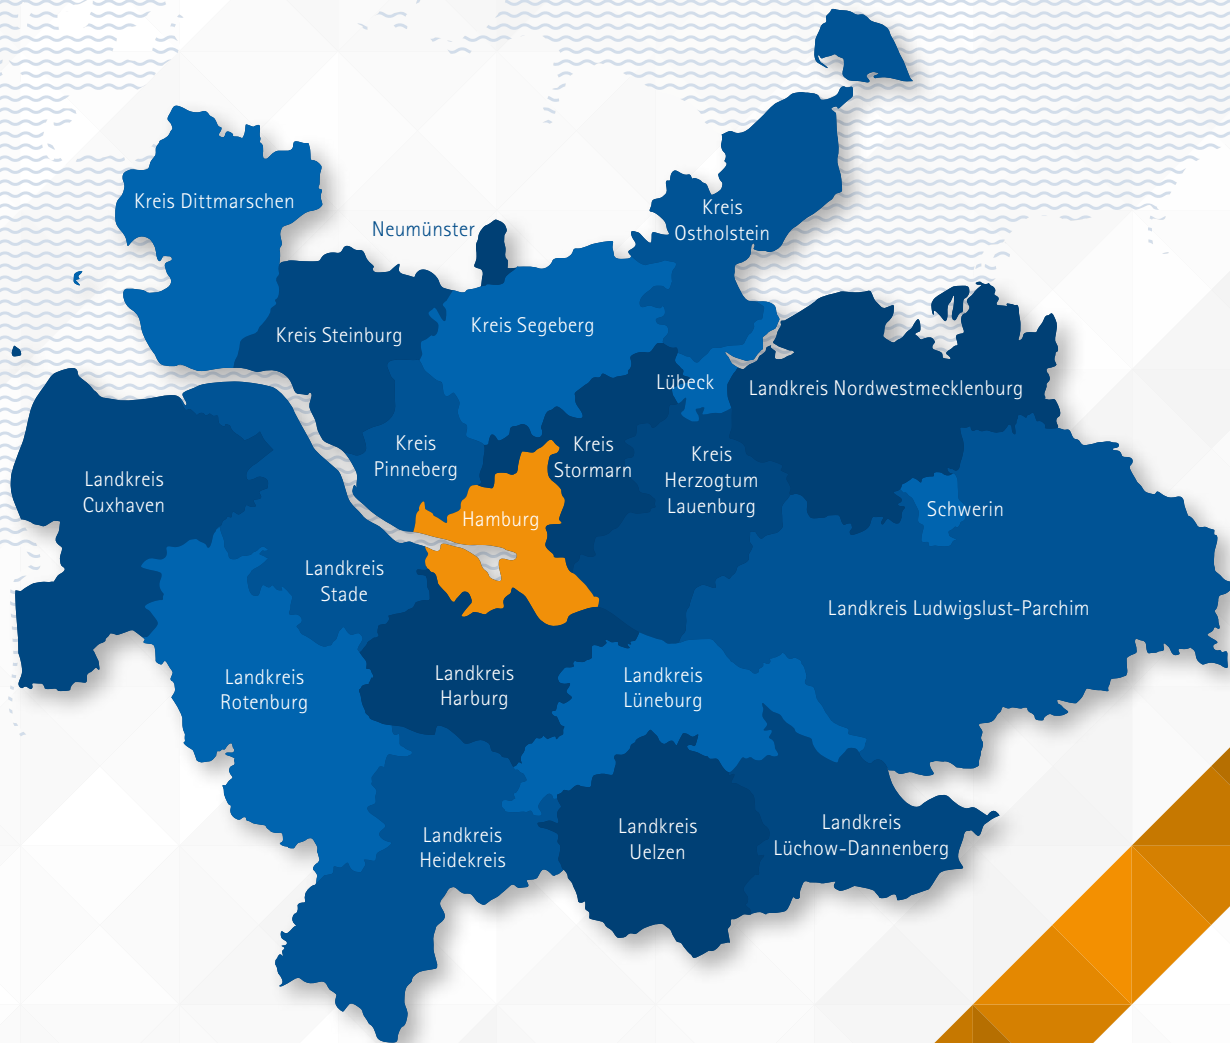 Kreis Dittmarschen
Neumünster
Kreis
Ostholstein
Kreis Steinburg
Kreis Segeberg
Lübeck
Landkreis Nordwestmecklenburg
Kreis
Pinneberg
Kreis
Stormarn
Kreis
Herzogtum
Lauenburg
Landkreis
Cuxhaven
Hamburg
Schwerin
Landkreis
Stade
Landkreis Ludwigslust-Parchim
Landkreis
Rotenburg
Landkreis
Harburg
Landkreis
Lüneburg
Landkreis
Heidekreis
Landkreis
Uelzen
Landkreis
Lüchow-Dannenberg